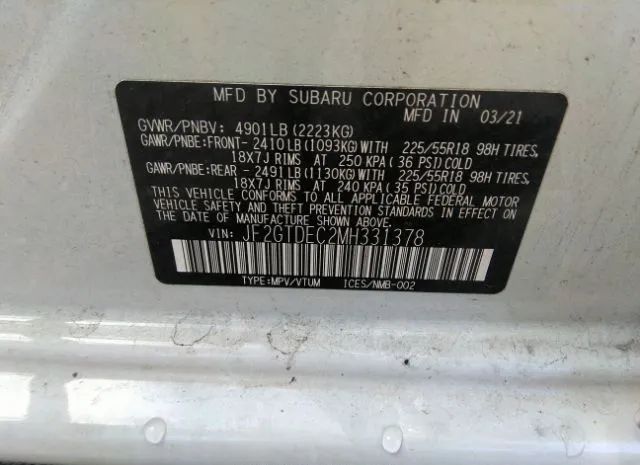 MFD BY SUBARU CORPORATION
MFD IN 03/21
GVWR/PNBV: 4901LB(2223KG)
GAWR/PNBE:FRONT- 2410LB(1093KG)WITH 225/55R18 98H TIRES,
18X7J RIMS AT 250 KPA(36 PSI)COLD
GAWR/PNBE:REAR - 2491LB(1130KG)WITH 225/55R18 98H TIRES,
18X7J RIMS AT 240 KPA(35 PSI)COLD
THIS VEHICLE CONFORMS TO ALL APPLICABLE FEDERAL MOTOR
VEHICLE SAFETY AND THEFT PREVENTION STANDARDS IN EFFECT ON
THE DATE OF MANUFACTURE SHOWN ABOVE.
VIN: JF2GTDEC2MH331378
TYPE:MPV/VTUM ICES/NMB-002